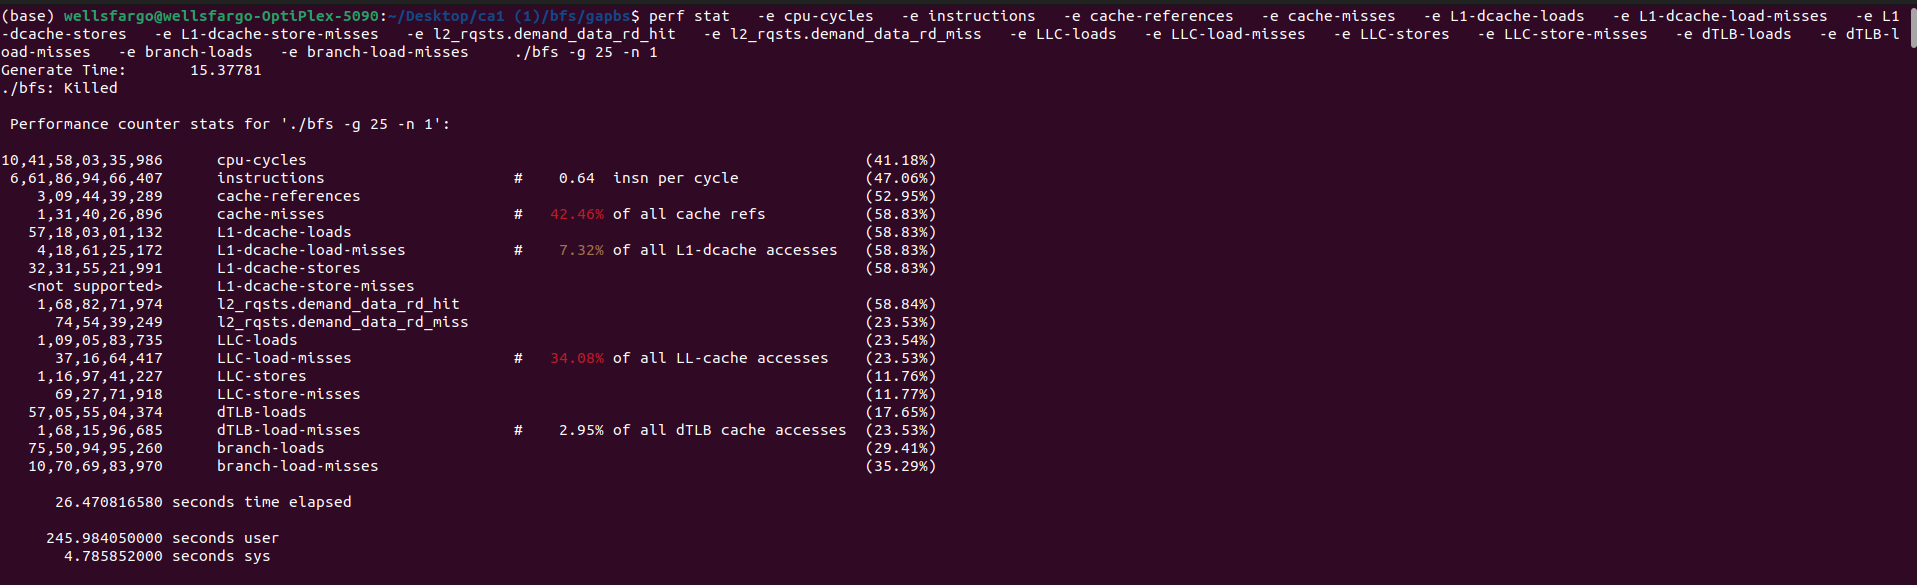 (base) wellsfargo@wellsfargo-OptiPlex-5090:~/Desktop/ca1 (1)/bfs/gapbs$ perf stat   -e cpu-cycles   -e instructions   -e cache-references   -e cache-misses   -e L1-dcache-loads   -e L1-dcache-load-misses   -e L1
-dcache-stores   -e L1-dcache-store-misses   -e l2_rqsts.demand_data_rd_hit   -e l2_rqsts.demand_data_rd_miss   -e LLC-loads   -e LLC-load-misses   -e LLC-stores   -e LLC-store-misses   -e dTLB-loads   -e dTLB-l
oad-misses   -e branch-loads   -e branch-load-misses     ./bfs -g 25 -n 1
Generate Time:       15.37781
./bfs: Killed
Performance counter stats for './bfs -g 25 -n 1':
10,41,58,03,35,986      cpu-cycles                                                              (41.18%)
6,61,86,94,66,407      instructions                     #    0.64  insn per cycle              (47.06%)
3,09,44,39,289      cache-references                                                        (52.95%)
1,31,40,26,896      cache-misses                     #   42.46% of all cache refs           (58.83%)
57,18,03,01,132      L1-dcache-loads                                                         (58.83%)
4,18,61,25,172      L1-dcache-load-misses            #    7.32% of all L1-dcache accesses   (58.83%)
32,31,55,21,991      L1-dcache-stores                                                        (58.83%)
<not supported>      L1-dcache-store-misses
1,68,82,71,974      l2_rqsts.demand_data_rd_hit                                             (58.84%)
74,54,39,249      l2_rqsts.demand_data_rd_miss                                            (23.53%)
1,09,05,83,735      LLC-loads                                                               (23.54%)
37,16,64,417      LLC-load-misses                  #   34.08% of all LL-cache accesses    (23.53%)
1,16,97,41,227      LLC-stores                                                              (11.76%)
69,27,71,918      LLC-store-misses                                                        (11.77%)
57,05,55,04,374      dTLB-loads                                                              (17.65%)
1,68,15,96,685      dTLB-load-misses                 #    2.95% of all dTLB cache accesses  (23.53%)
75,50,94,95,260      branch-loads                                                            (29.41%)
10,70,69,83,970      branch-load-misses                                                      (35.29%)
26.470816580 seconds time elapsed
245.984050000 seconds user
4.785852000 seconds sys